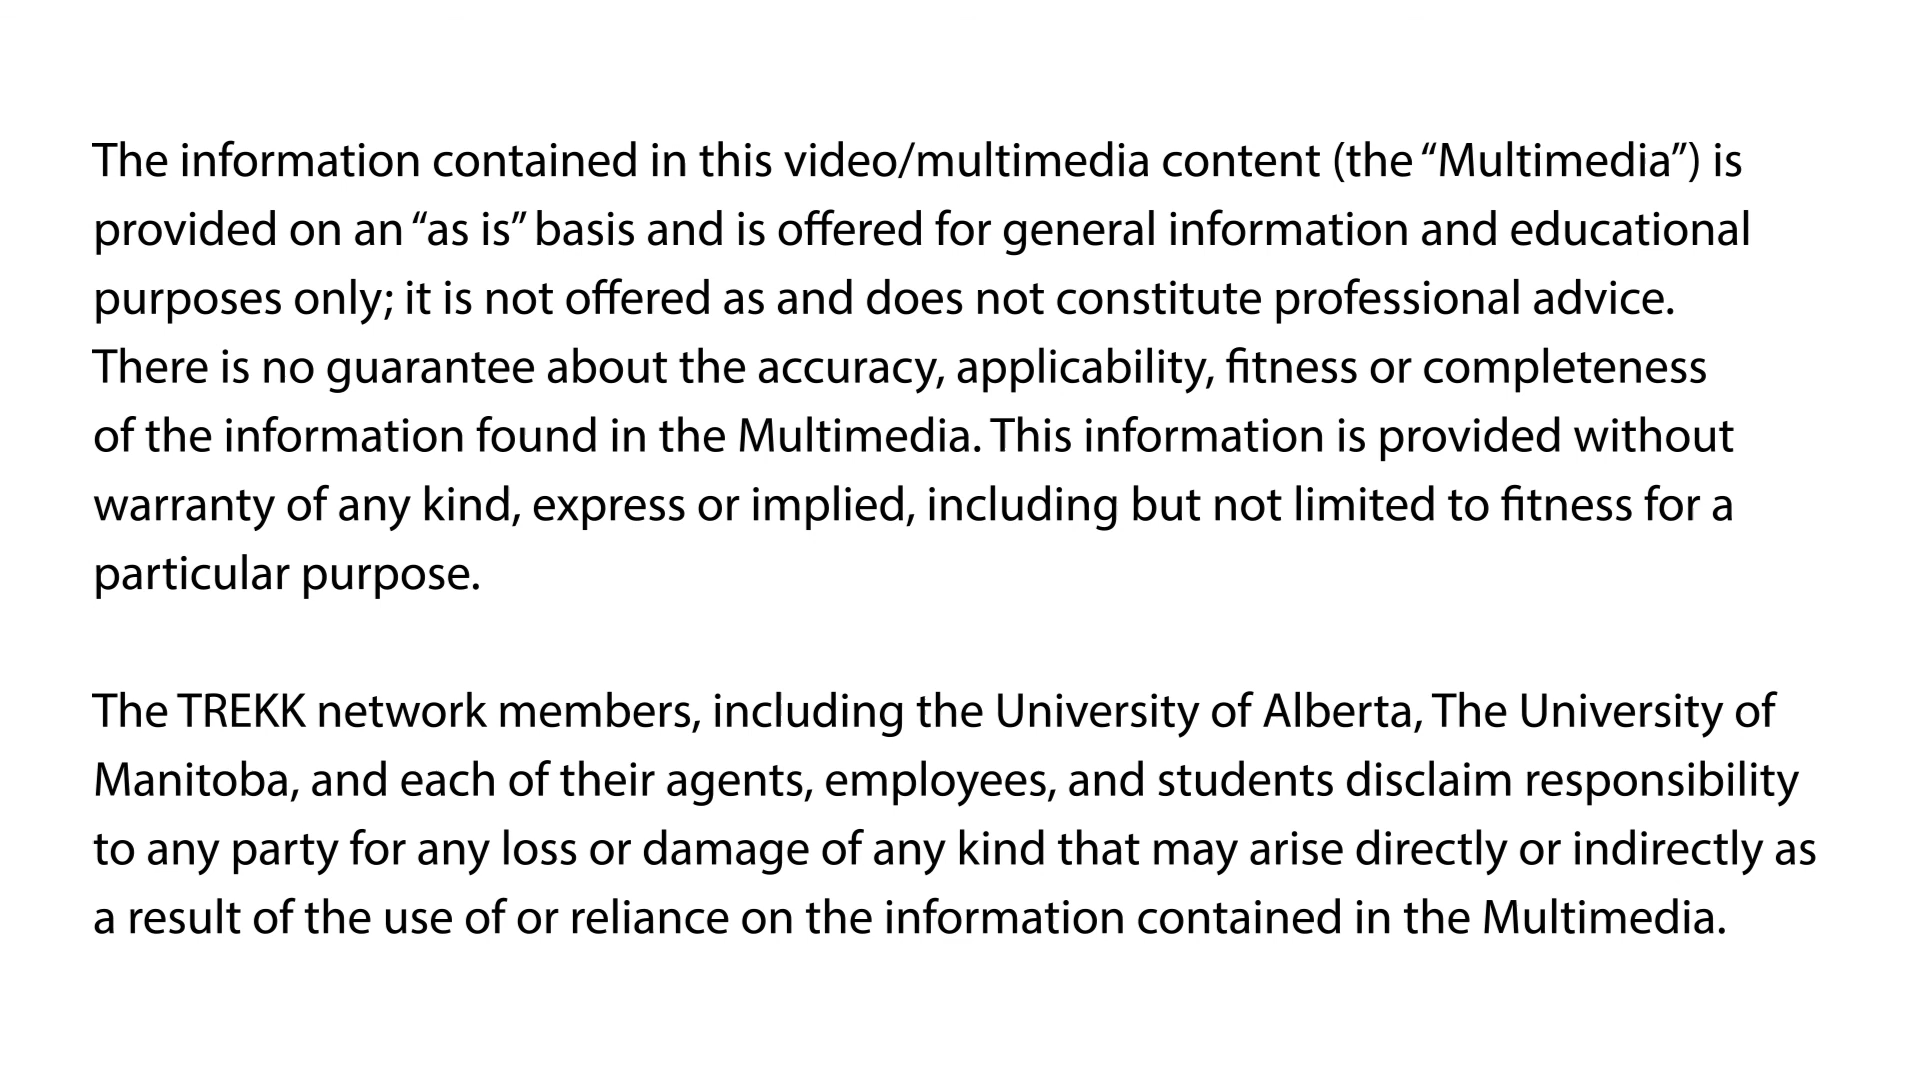 The information contained in this video/multimedia content (the “Multimedia”) is
provided on an “as is” basis and is offered for general information and educational
purposes only; it is not offered as and does not constitute professional advice.
There is no guarantee about the accuracy, applicability, fitness or completeness
of the information found in the Multimedia. This information is provided without
warranty of any kind, express or implied, including but not limited to fitness for a
particular purpose.
The TREKK network members, including the University of Alberta, The University of
Manitoba, and each of their agents, employees, and students disclaim responsibility
to any party for any loss or damage of any kind that may arise directly or indirectly as
a result of the use of or reliance on the information contained in the Multimedia.